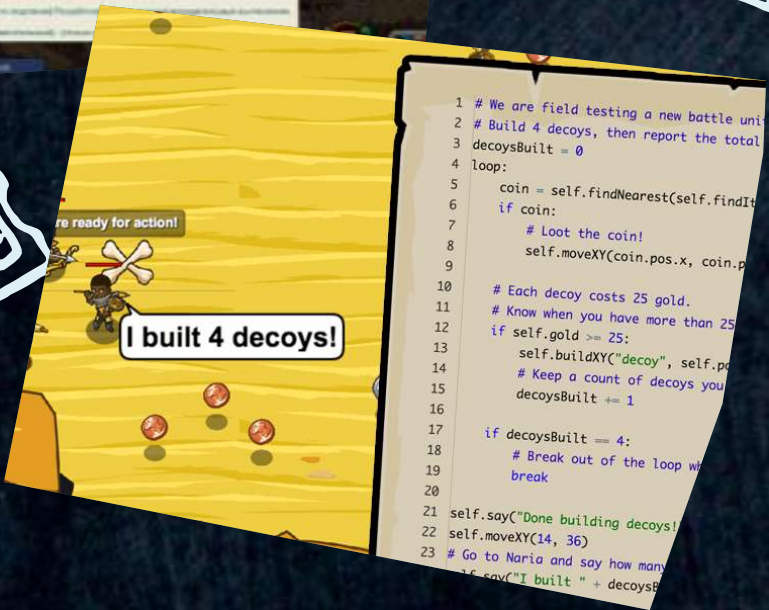 re ready for action!
I built 4 decoys!
1 # We are field testing a new battle uni
2 # Build 4 decoys, then report the total
3 decoysBuilt = 0
4 loop:
5 coin = self.findNearest(self.findIt
6 if coin:
7 # Loot the coin!
8 self.moveXY(coin.pos.x, coin.p
9
10 # Each decoy costs 25 gold.
11 # Know when you have more than 25
12 if self.gold >= 25:
13 self.buildXY("decoy", self.po
14 # Keep a count of decoys you
15 decoysBuilt += 1
16
17 if decoysBuilt == 4:
18 # Break out of the loop wh
19 break
20
21 self.say("Done building decoys!
22 self.moveXY(14, 36)
23 # Go to Naria and say how many
self.say("I built " + decoysB